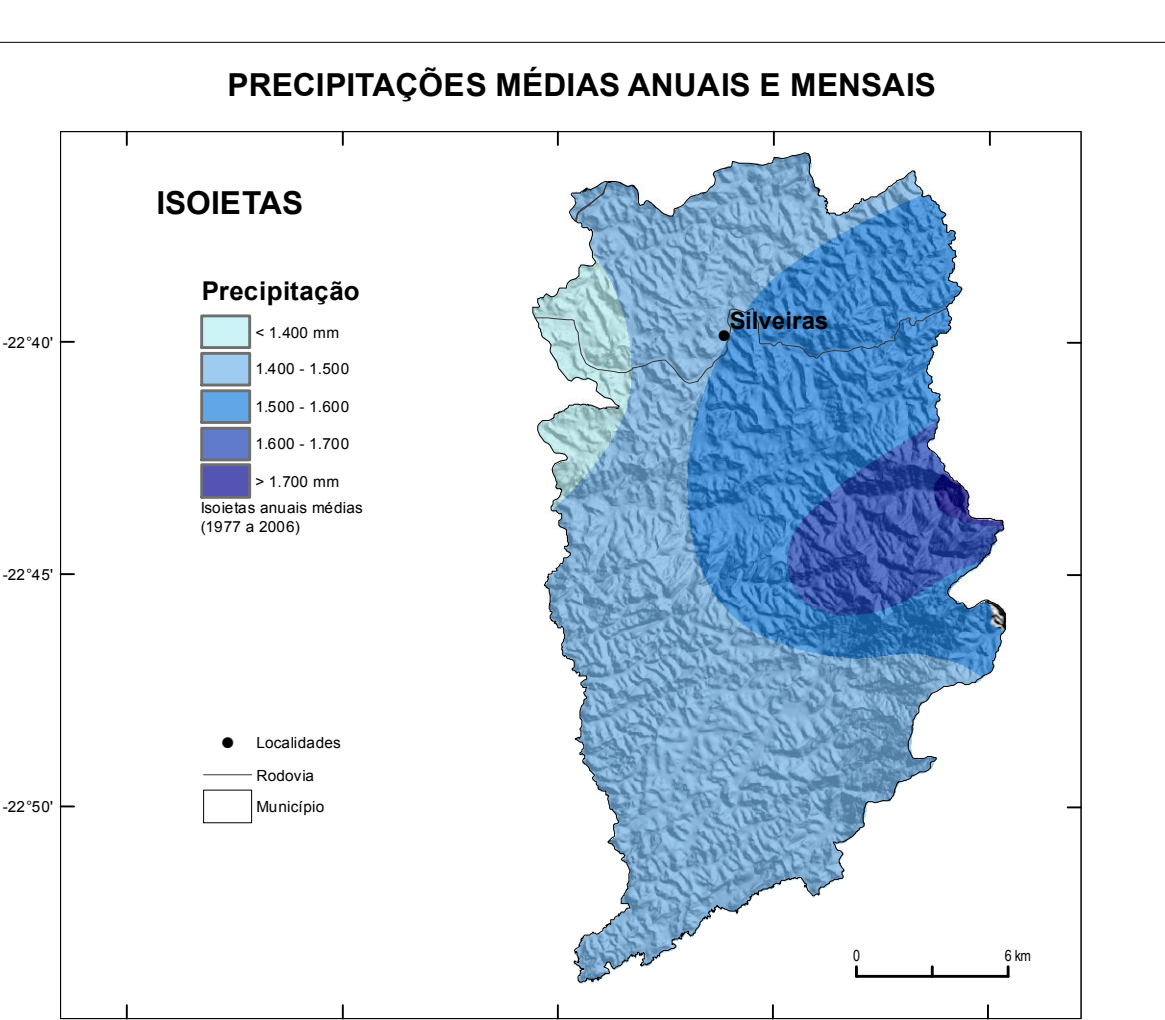 PRECIPITAÇÕES MÉDIAS ANUAIS E MENSAIS
ISOIETAS
Precipitação
< 1.400 mm
1.400 - 1.500
1.500 - 1.600
1.600 - 1.700
> 1.700 mm
Isoietas anuais médias
(1977 a 2006)
Silveiras
-22°40'
-22°45'
-22°50'
Localidades
Rodovia
Município
0 6 km